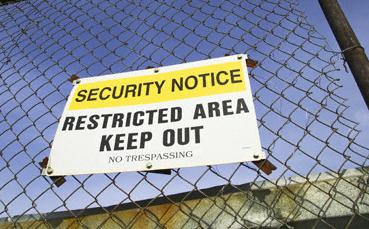 SECURITY NOTICE
RESTRICTED AREA
KEEP OUT
NO TRESPASSING